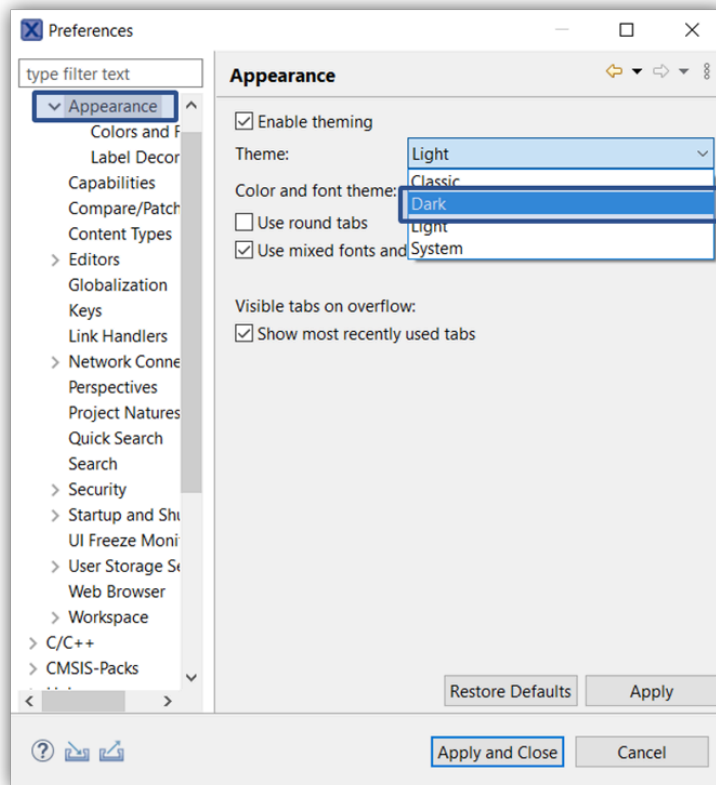 Preferences
type filter text
Appearance
Colors and F
Label Decor
Capabilities
Compare/Patch
Content Types
Editors
Globalization
Keys
Link Handlers
Network Conne
Perspectives
Project Natures
Quick Search
Search
Security
Startup and Shu
UI Freeze Moni
User Storage Se
Web Browser
Workspace
C/C++
CMSIS-Packs
Appearance
Enable theming
Theme:
Light
Classic
Color and font theme:
Dark
Use round tabs
Light
Use mixed fonts and
System
Visible tabs on overflow:
Show most recently used tabs
Restore Defaults
Apply
Apply and Close
Cancel